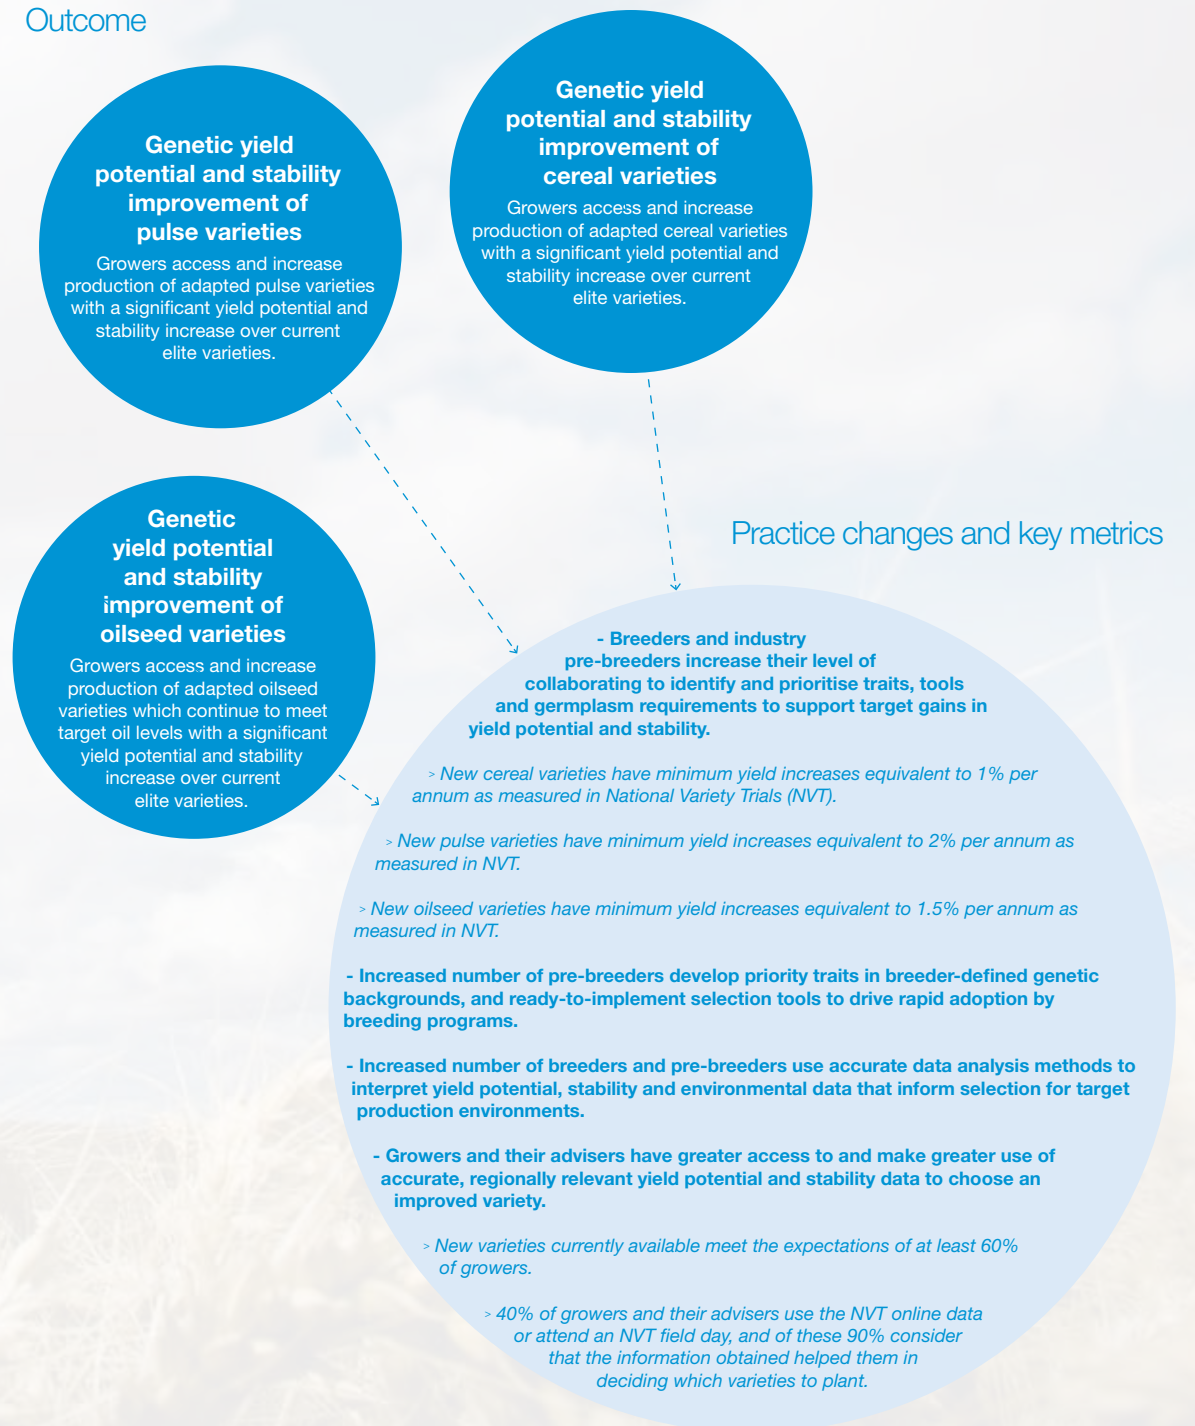 Outcome
Genetic yield
potential and stability
improvement of
pulse varieties
Growers access and increase
production of adapted pulse varieties
with a significant yield potential and
stability increase over current
elite varieties.
Genetic yield
potential and stability
improvement of
cereal varieties
Growers access and increase
production of adapted cereal varieties
with a significant yield potential and
stability increase over current
elite varieties.
Genetic
yield potential
and stability
improvement of
oilseed varieties
Growers access and increase
production of adapted oilseed
varieties which continue to meet
target oil levels with a significant
yield potential and stability
increase over current
elite varieties.
Practice changes and key metrics
- Breeders and industry
pre-breeders increase their level of
collaborating to identify and prioritise traits, tools
and germplasm requirements to support target gains in
yield potential and stability.
> New cereal varieties have minimum yield increases equivalent to 1% per
annum as measured in National Variety Trials (NVT).
> New pulse varieties have minimum yield increases equivalent to 2% per annum as
measured in NVT.
> New oilseed varieties have minimum yield increases equivalent to 1.5% per annum as
measured in NVT.
- Increased number of pre-breeders develop priority traits in breeder-defined genetic
backgrounds, and ready-to-implement selection tools to drive rapid adoption by
breeding programs.
- Increased number of breeders and pre-breeders use accurate data analysis methods to
interpret yield potential, stability and environmental data that inform selection for target
production environments.
- Growers and their advisers have greater access to and make greater use of
accurate, regionally relevant yield potential and stability data to choose an
improved variety.
> New varieties currently available meet the expectations of at least 60%
of growers.
> 40% of growers and their advisers use the NVT online data
or attend an NVT field day, and of these 90% consider
that the information obtained helped them in
deciding which varieties to plant.